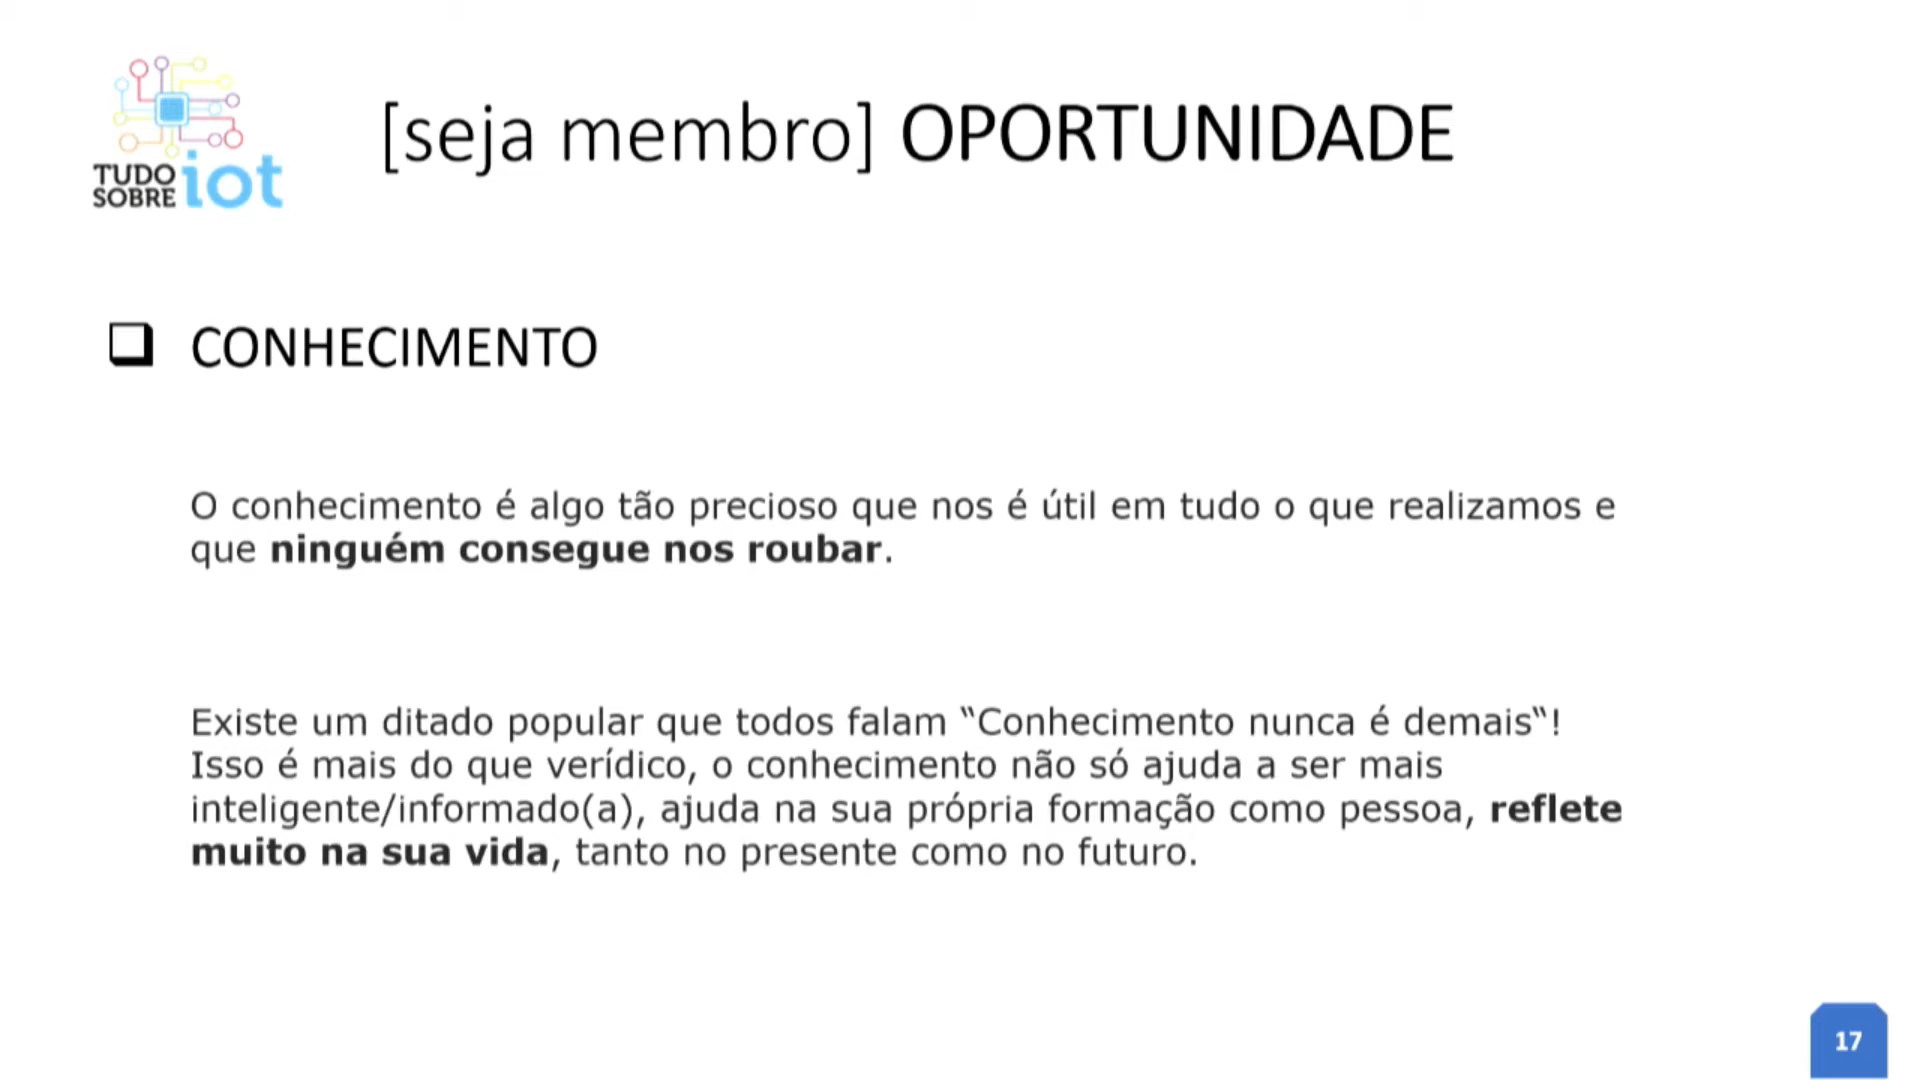 TUDO
SOBRE iot
[seja membro] OPORTUNIDADE
CONHECIMENTO
O conhecimento é algo tão precioso que nos é útil em tudo o que realizamos e
que ninguém consegue nos roubar.
Existe um ditado popular que todos falam “Conhecimento nunca é demais“!
Isso é mais do que verídico, o conhecimento não só ajuda a ser mais
inteligente/informado(a), ajuda na sua própria formação como pessoa, reflete
muito na sua vida, tanto no presente como no futuro.
17